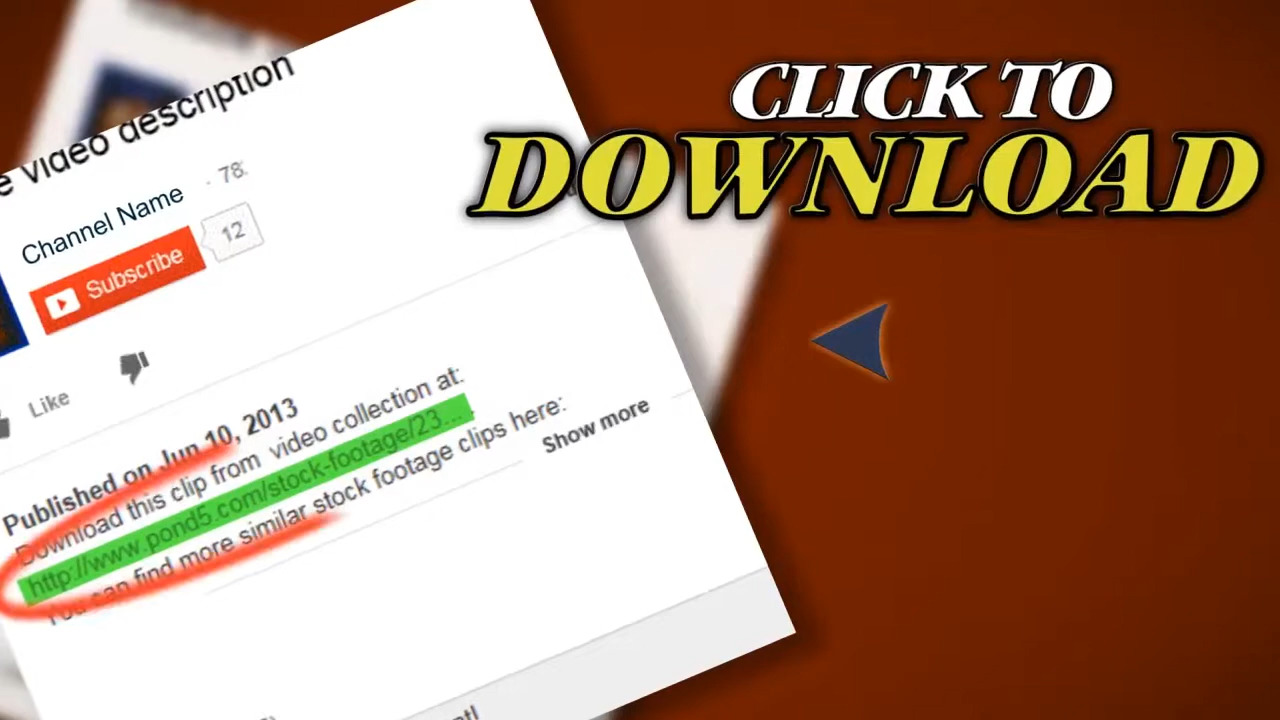 CLICK TO
DOWNLOAD
e video description
Channel Name
Subscribe
12
Like
Published on Jun 10, 2013
Download this clip from video collection at:
http://www.pond5.com/stock-footage/23...
You can find more similar stock footage clips here:
Show more